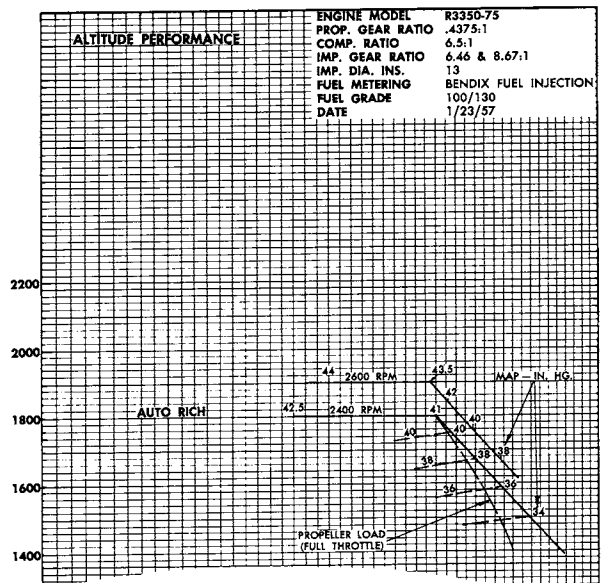 ALTITUDE PERFORMANCE
ENGINE MODEL R3350-75
PROP. GEAR RATIO .4375:1
COMP. RATIO 6.5:1
IMP. GEAR RATIO 6.46 & 8.67:1
IMP. DIA. INS. 13
FUEL METERING BENDIX FUEL INJECTION
FUEL GRADE 100/130
DATE 1/23/57
2200
2000
44
2600 RPM
43.5
MAP — IN. HG.
42
1800
AUTO RICH
42.5
2400 RPM
41
40
40
40
38
38
38
36
36
1600
34
PROPELLER LOAD
(FULL THROTTLE)
1400